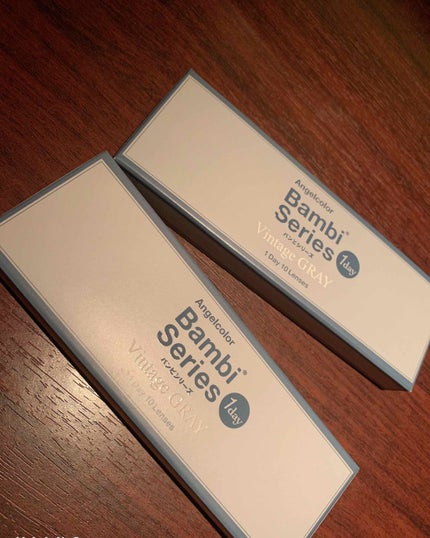 Angelcolor
Bambi®
Series
バンビシリーズ
1day
Vintage GRAY
1 Day 10 Lenses
Angelcolor
Bambi®
Series
バンビシリーズ
1day
Vintage GRAY
1 Day 10 Lenses